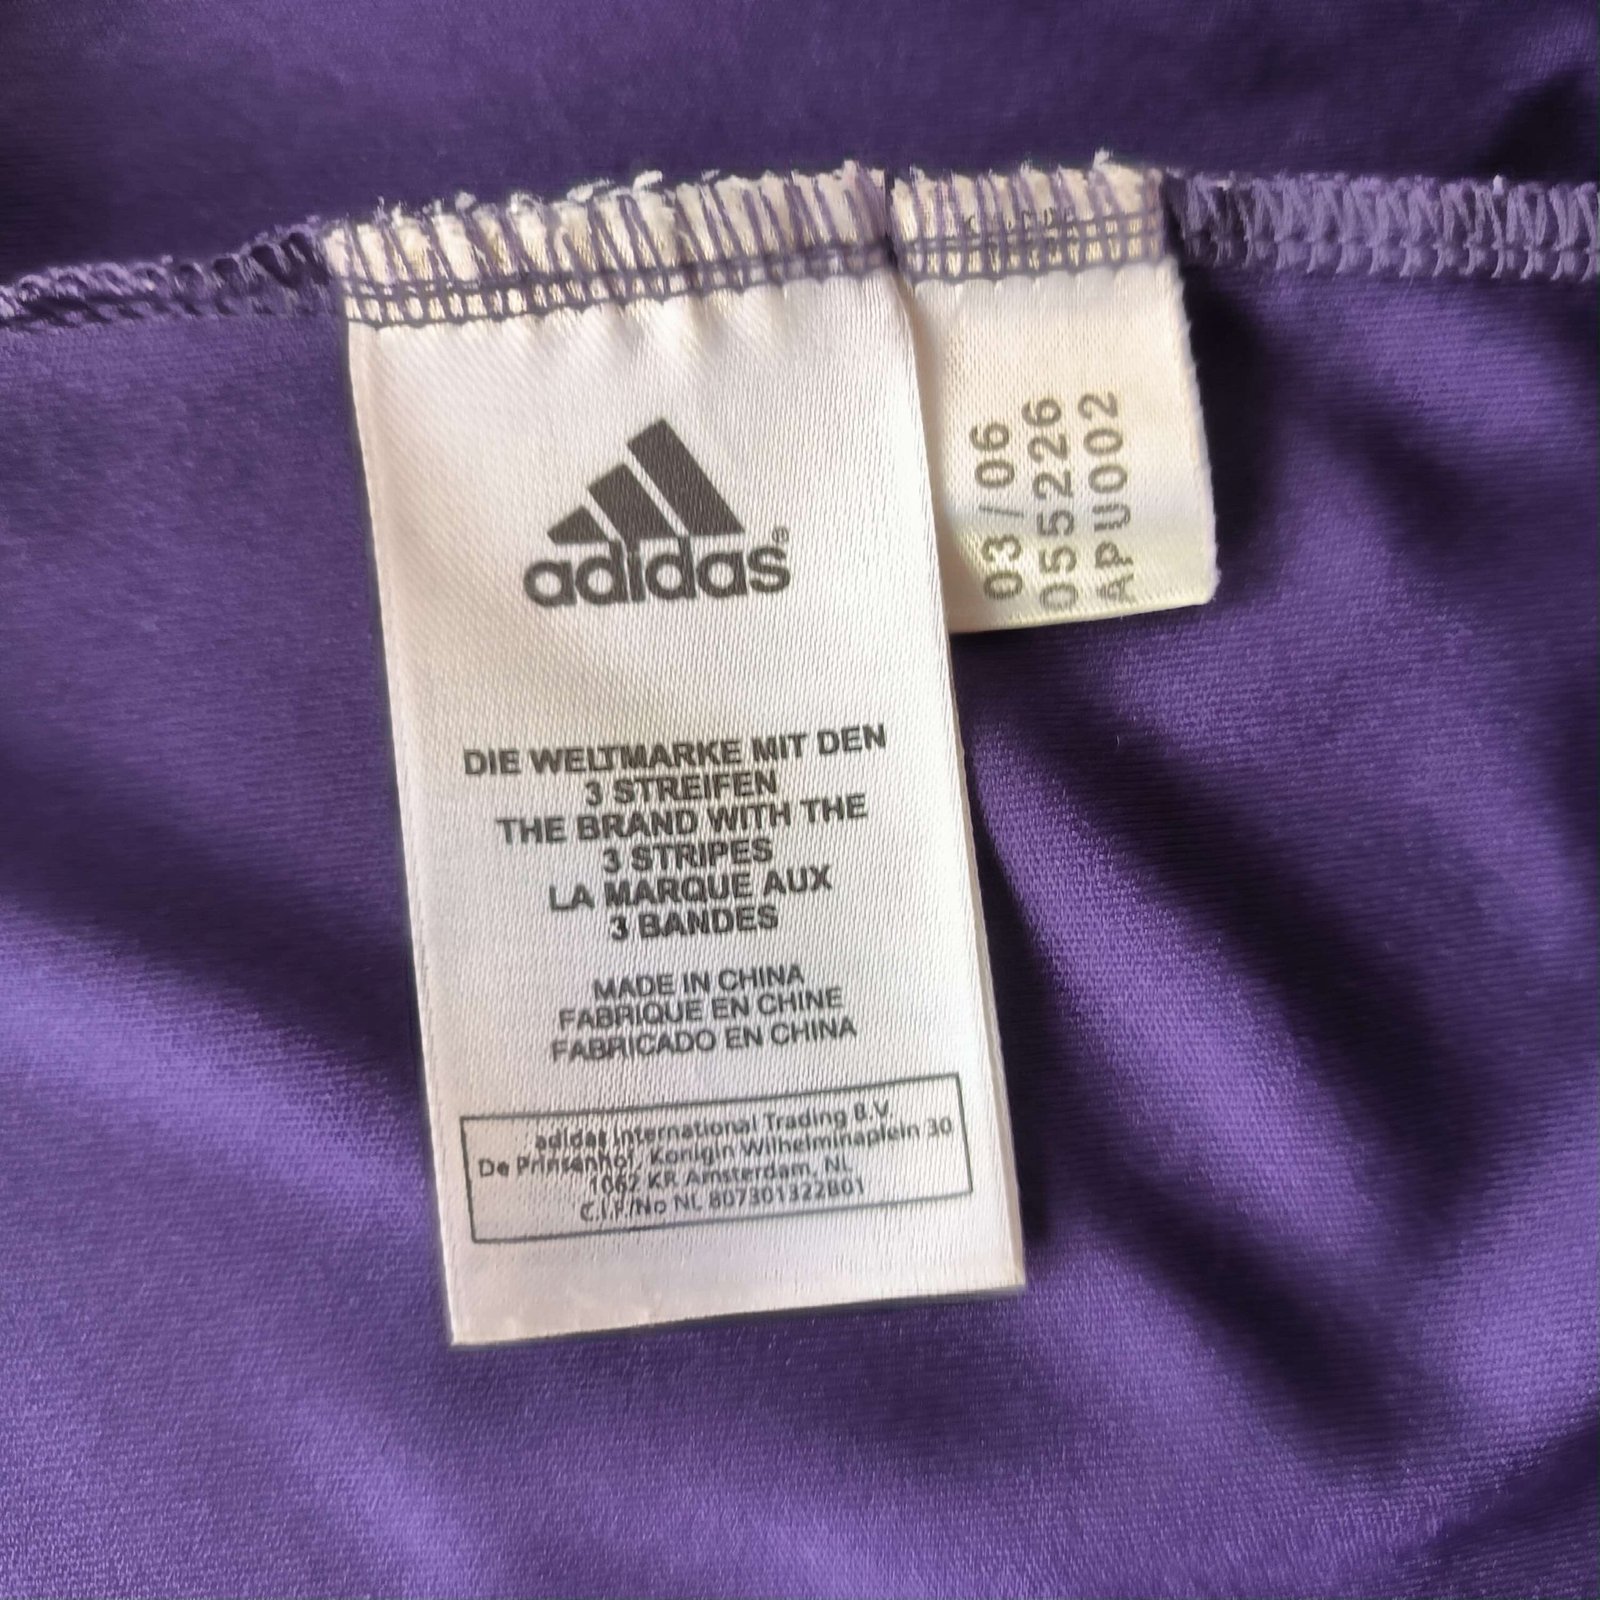 adidas®
DIE WELTMARKE MIT DEN
3 STREIFEN
THE BRAND WITH THE
3 STRIPES
LA MARQUE AUX
3 BANDES
MADE IN CHINA
FABRIQUE EN CHINE
FABRICADO EN CHINA
adidas International Trading B.V.
De Prinsenhof, Konigin Wilhelminaplein 30
1062 KR Amsterdam, NL
C.I.F./No NL 807301322B01
03/06
055226
APU002